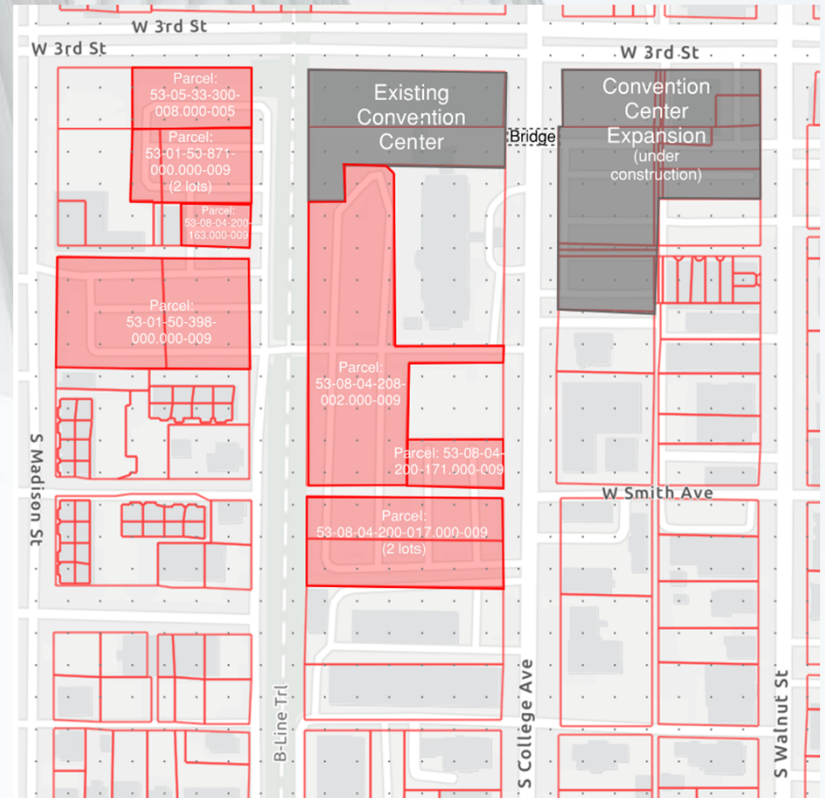 W 3rd St
W 3rd St
W 3rd St
Parcel:
53-05-33-300-
008.000-005
Parcel:
53-01-50-871-
000.000-009
(2 lots)
Parcel:
53-08-04-200-
163.000-009
Existing
Convention
Center
Bridge
Convention
Center
Expansion
(under
construction)
Parcel:
53-01-50-398-
000.000-009
Parcel:
53-08-04-208-
002.000-009
Parcel: 53-08-04-
200-171.000-009
Parcel:
53-08-04-200-017.000-009
(2 lots)
S Madison St
W Smith Ave
B-Line Trl
S College Ave
S Walnut St